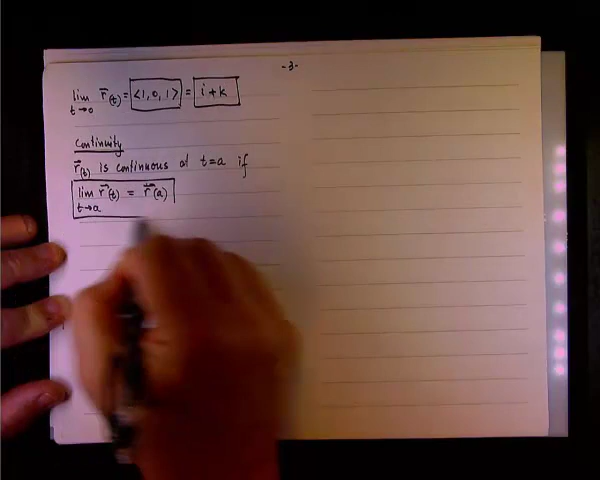 -3-
lim r⃗(t) = <1, 0, 1> = i + k
t→0
Continuity
r⃗(t) is continuous at t=a if
lim r⃗(t) = r⃗(a)
t→a